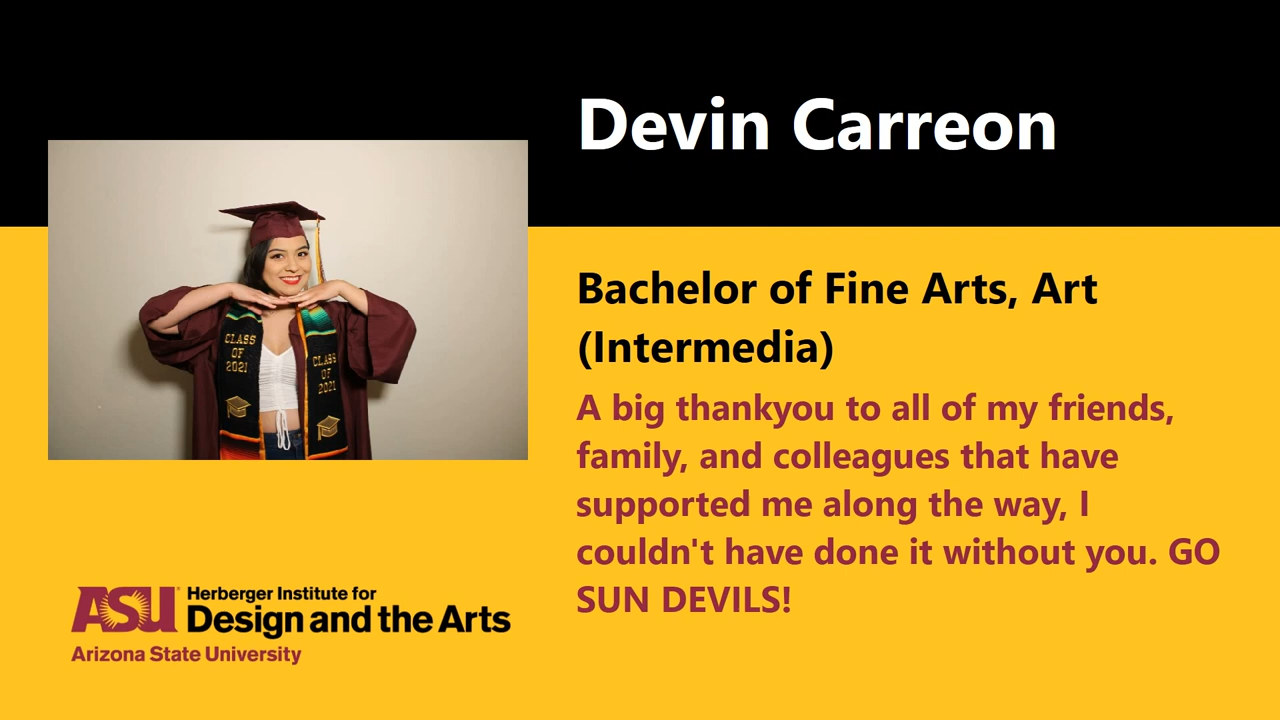 Devin Carreon
Bachelor of Fine Arts, Art
(Intermedia)
A big thankyou to all of my friends,
family, and colleagues that have
supported me along the way, I
couldn't have done it without you. GO
SUN DEVILS!
CLASS
OF
2021
CLASS
OF
2021
ASU Herberger Institute for
Design and the Arts
Arizona State University